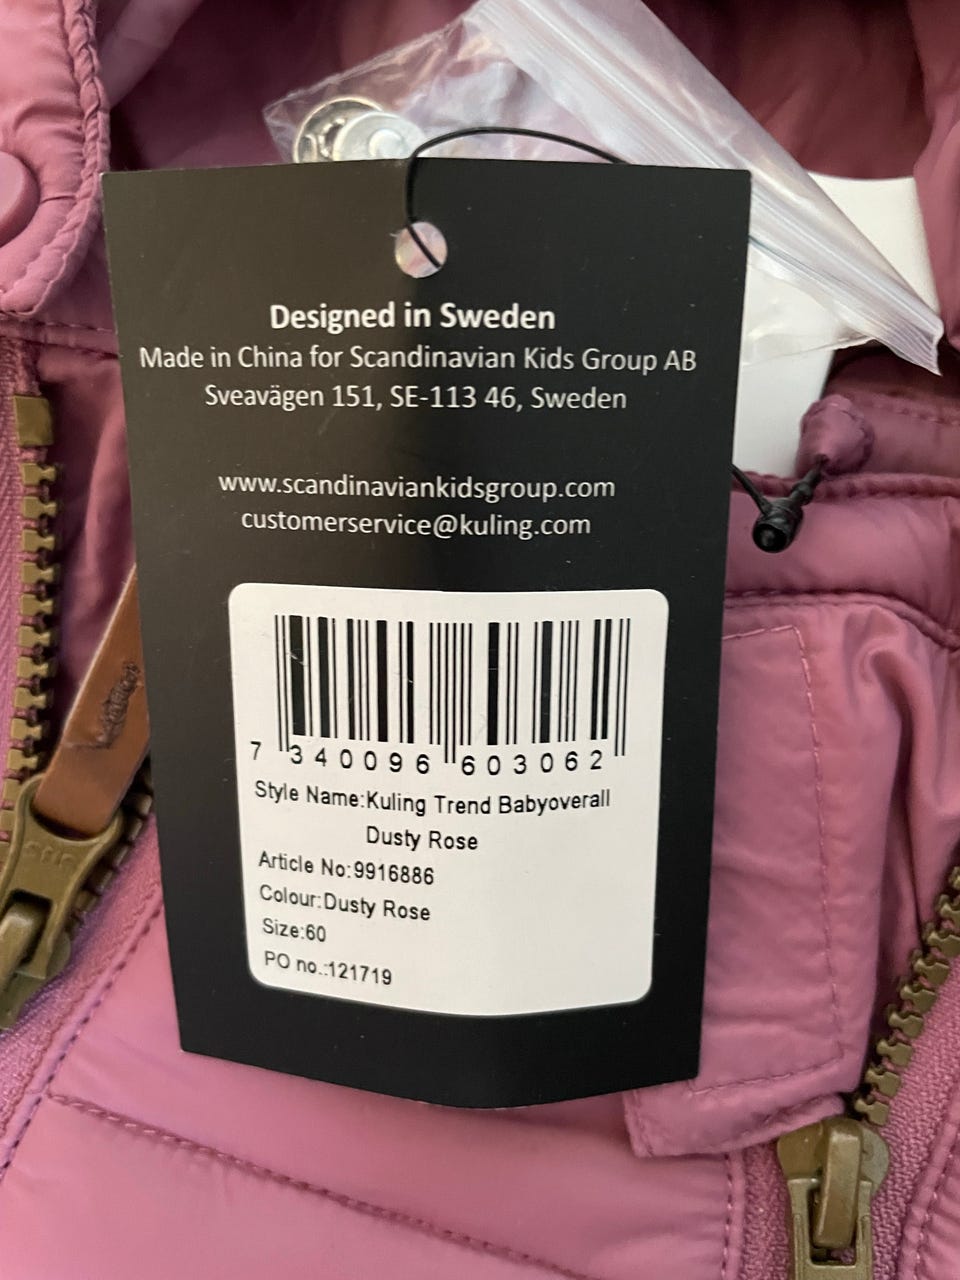 Designed in Sweden
Made in China for Scandinavian Kids Group AB
Sveavägen 151, SE-113 46, Sweden
www.scandinaviankidsgroup.com
customerservice@kuling.com
7 340096 603062
Style Name:Kuling Trend Babyoverall
Dusty Rose
Article No:9916886
Colour:Dusty Rose
Size:60
PO no.:121719